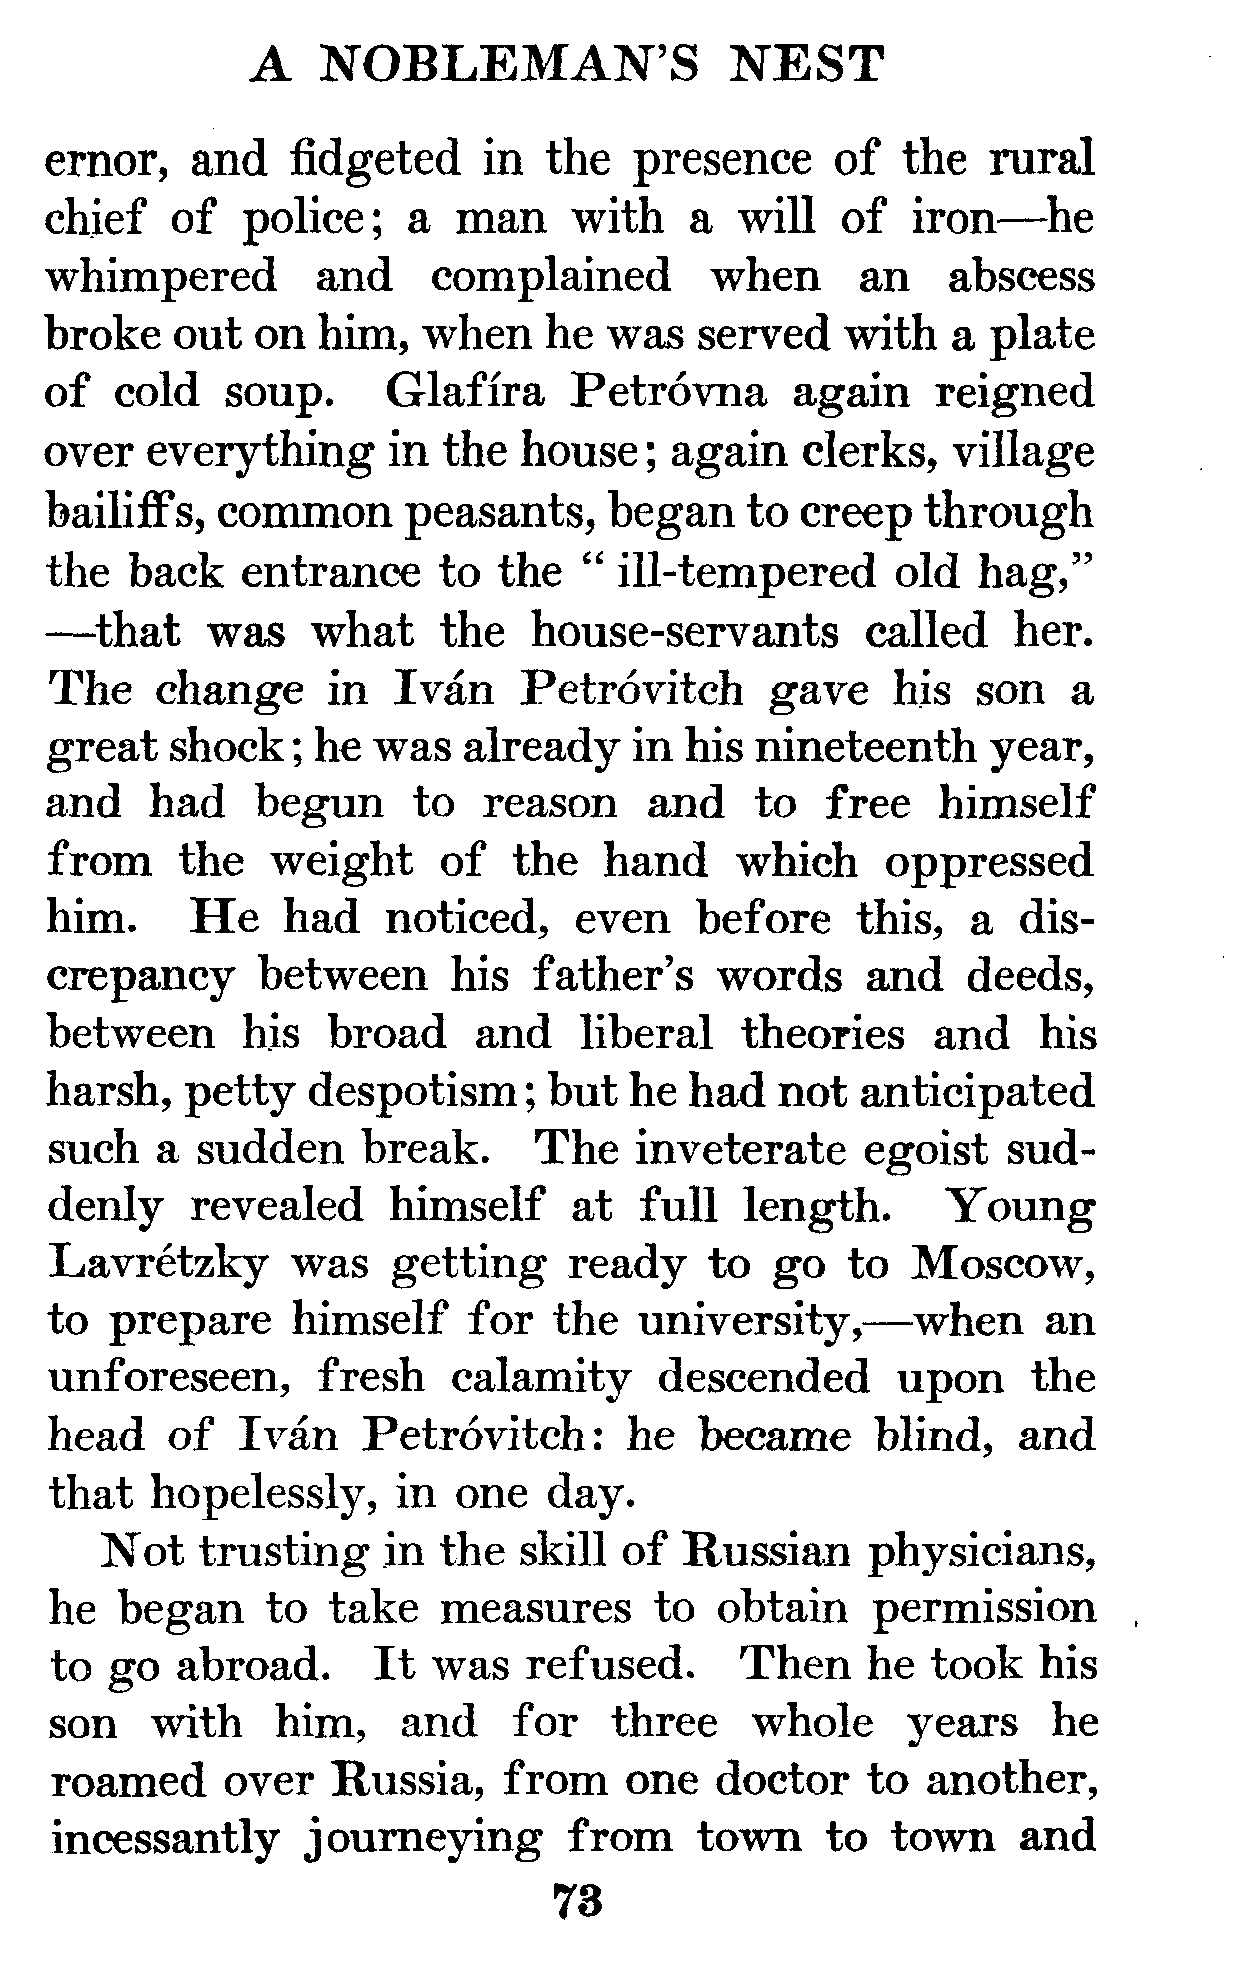 A NOBLEMAN'S NEST
ernor, and fidgeted in the presence of the rural
chief of police; a man with a will of iron—he
whimpered and complained when an abscess
broke out on him, when he was served with a plate
of cold soup. Glafíra Petróvna again reigned
over everything in the house; again clerks, village
bailiffs, common peasants, began to creep through
the back entrance to the “ ill-tempered old hag,”
—that was what the house-servants called her.
The change in Iván Petróvitch gave his son a
great shock; he was already in his nineteenth year,
and had begun to reason and to free himself
from the weight of the hand which oppressed
him. He had noticed, even before this, a dis-
crepancy between his father's words and deeds,
between his broad and liberal theories and his
harsh, petty despotism; but he had not anticipated
such a sudden break. The inveterate egoist sud-
denly revealed himself at full length. Young
Lavrétzky was getting ready to go to Moscow,
to prepare himself for the university,—when an
unforeseen, fresh calamity descended upon the
head of Iván Petróvitch: he became blind, and
that hopelessly, in one day.
Not trusting in the skill of Russian physicians,
he began to take measures to obtain permission
to go abroad. It was refused. Then he took his
son with him, and for three whole years he
roamed over Russia, from one doctor to another,
incessantly journeying from town to town and
73